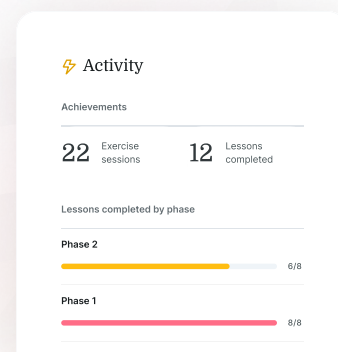 Activity
Achievements
22 Exercise sessions
12 Lessons completed
Lessons completed by phase
Phase 2
6/8
Phase 1
8/8